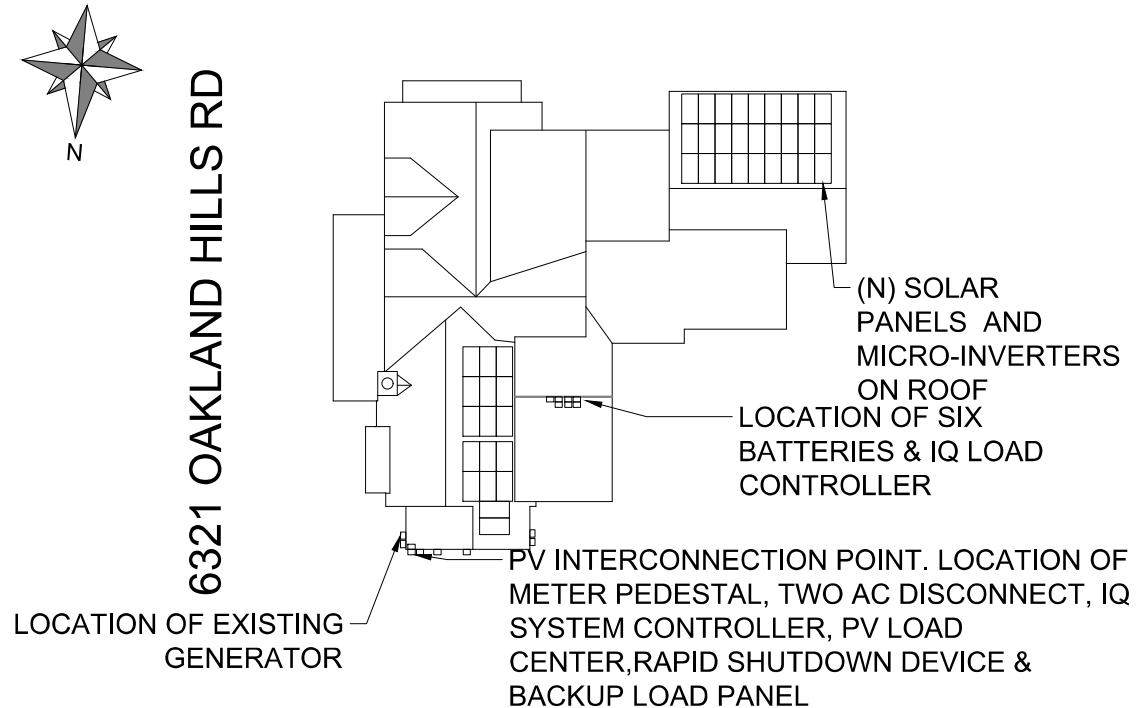 N
6321 OAKLAND HILLS RD
(N) SOLAR
PANELS AND
MICRO-INVERTERS
ON ROOF
LOCATION OF SIX
BATTERIES & IQ LOAD
CONTROLLER
PV INTERCONNECTION POINT. LOCATION OF
METER PEDESTAL, TWO AC DISCONNECT, IQ
SYSTEM CONTROLLER, PV LOAD
CENTER,RAPID SHUTDOWN DEVICE &
BACKUP LOAD PANEL
LOCATION OF EXISTING
GENERATOR